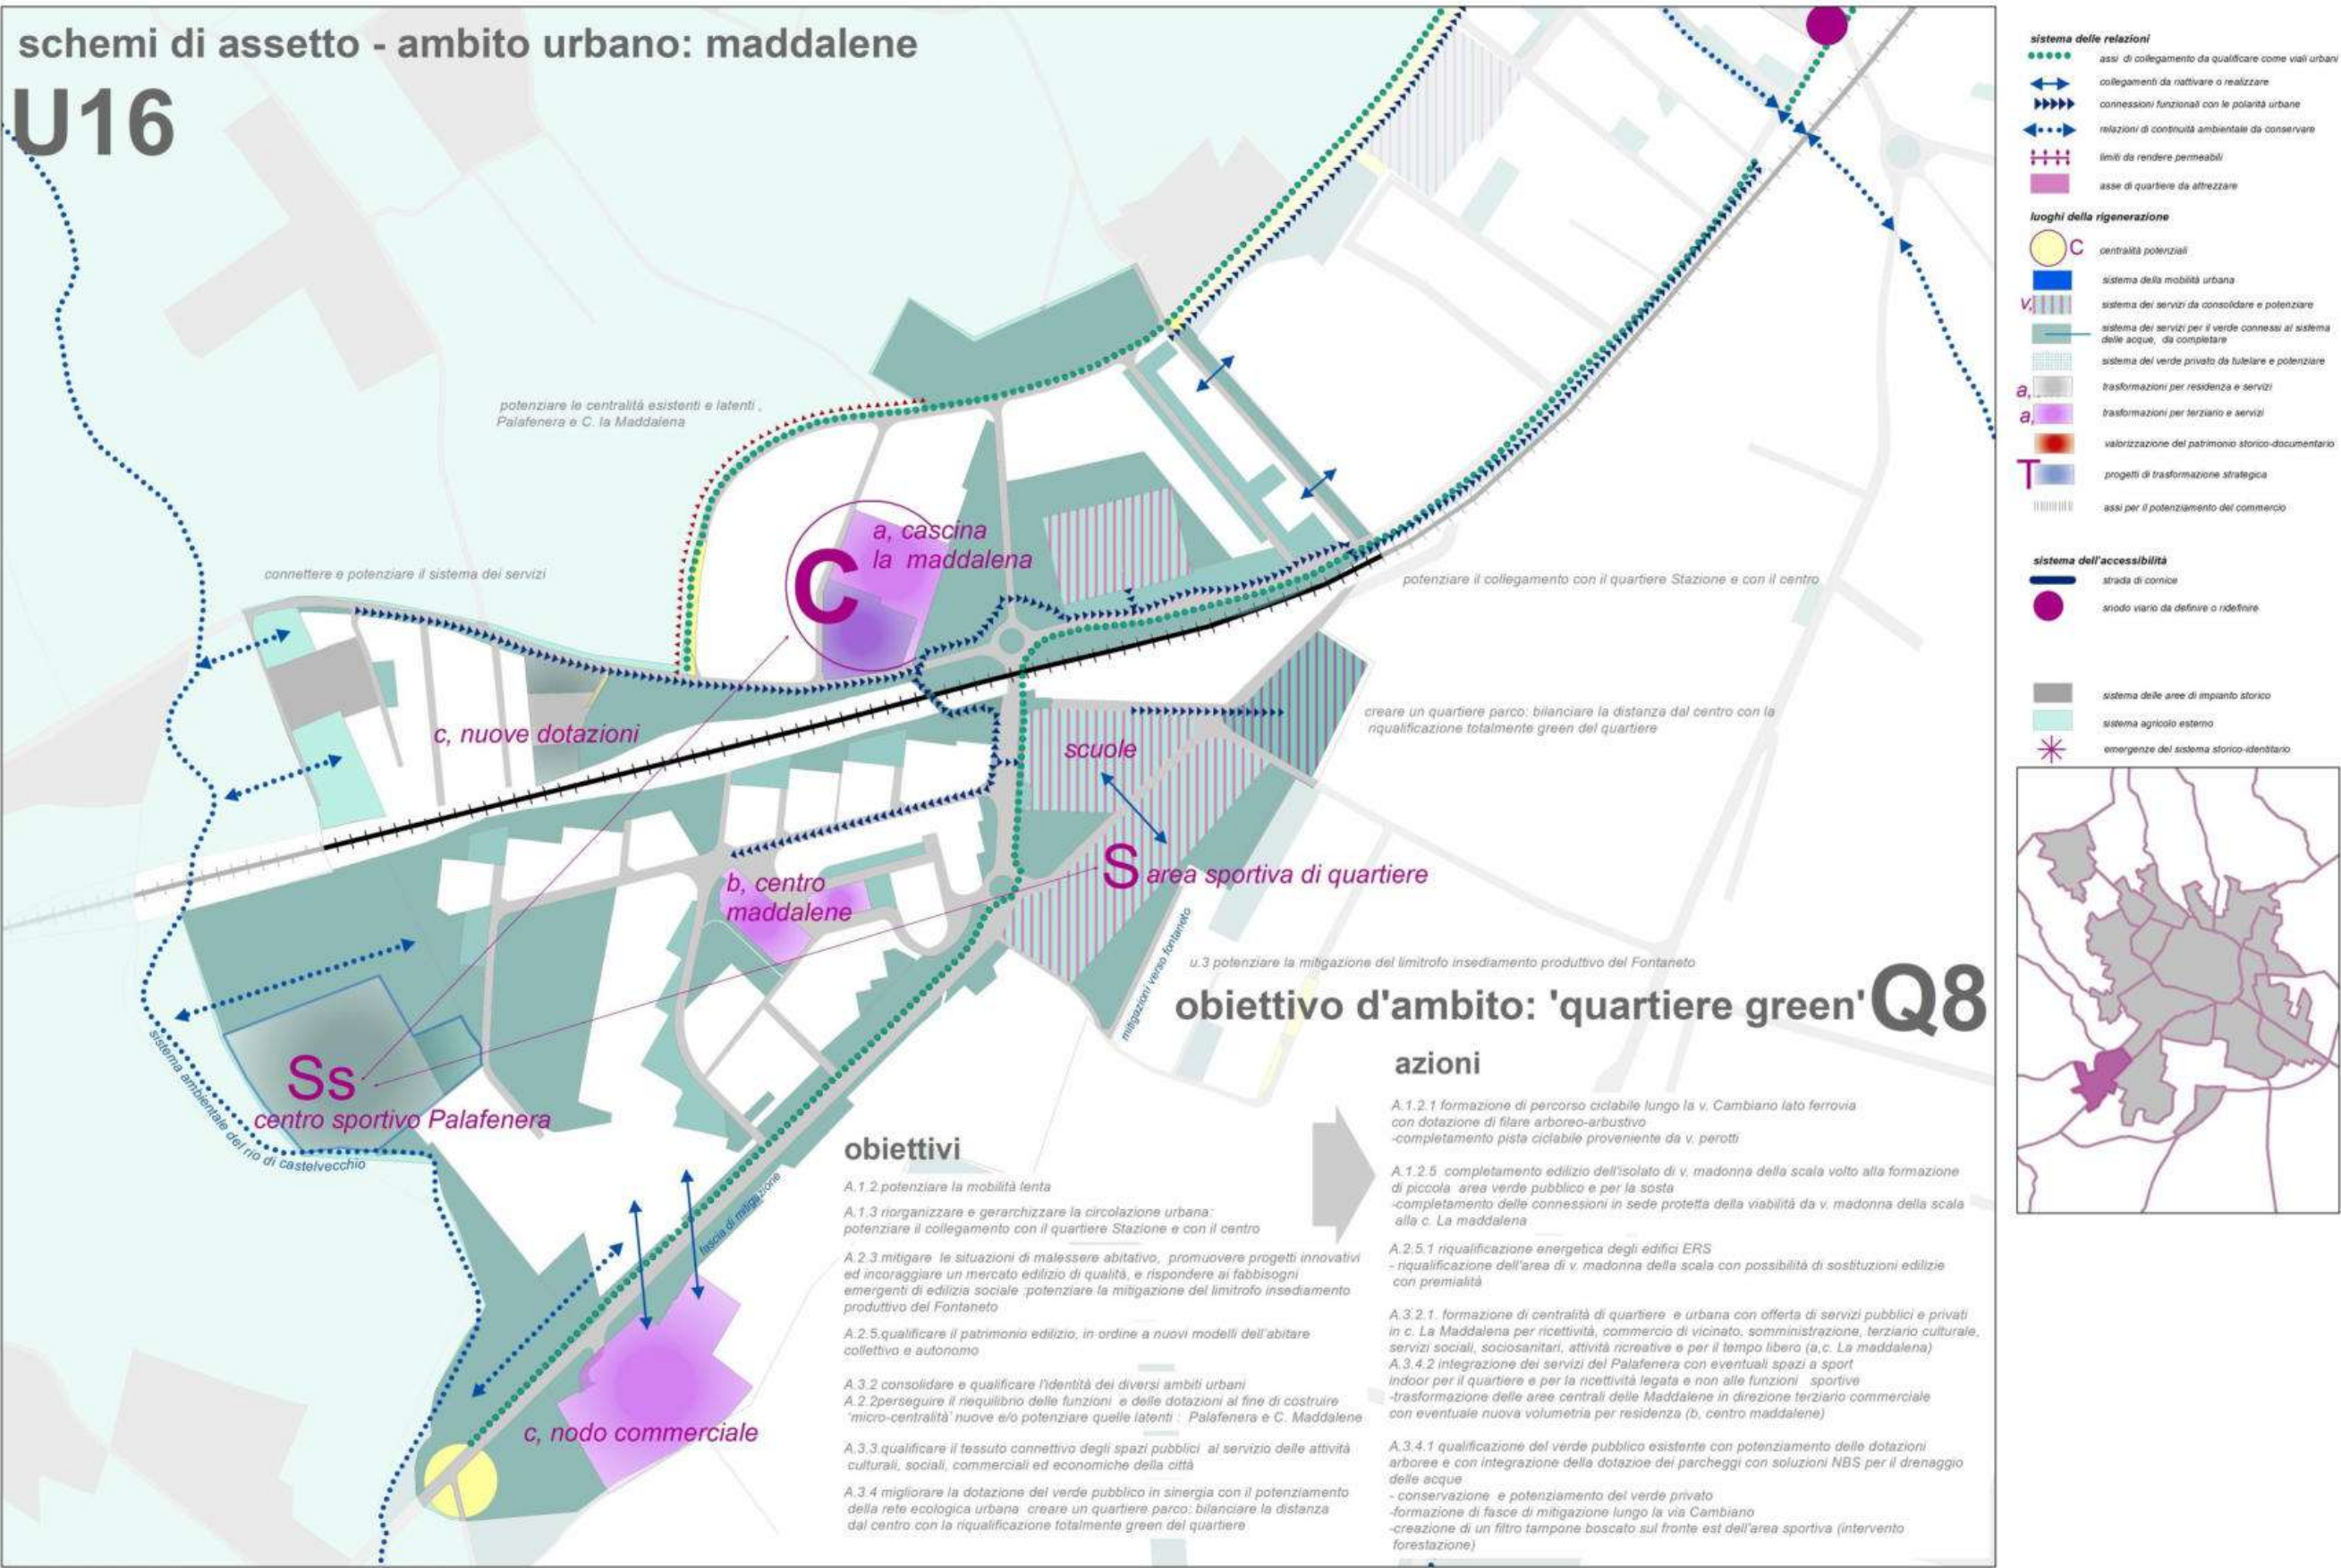 schemi di assetto - ambito urbano: maddalene
U16
potenziare le centralità esistenti e latenti ,
Palafenera e C. la Maddalena
connettere e potenziare il sistema dei servizi
a, cascina
la maddalena
C
potenziare il collegamento con il quartiere Stazione e con il centro
c, nuove dotazioni
scuole
creare un quartiere parco: bilanciare la distanza dal centro con la
riqualificazione totalmente green del quartiere
b, centro
maddalene
S area sportiva di quartiere
mitigazioni verso fontaneto
u.3 potenziare la mitigazione del limitrofo insediamento produttivo del Fontaneto
obiettivo d'ambito: 'quartiere green' Q8
Ss
centro sportivo Palafenera
sistema ambientale del rio di castelvecchio
fascia di mitigazione
c, nodo commerciale
obiettivi
A.1.2.potenziare la mobilità lenta
A.1.3 riorganizzare e gerarchizzare la circolazione urbana:
potenziare il collegamento con il quartiere Stazione e con il centro
A.2.3.mitigare le situazioni di malessere abitativo, promuovere progetti innovativi
ed incoraggiare un mercato edilizio di qualità, e rispondere ai fabbisogni
emergenti di edilizia sociale :potenziare la mitigazione del limitrofo insediamento
produttivo del Fontaneto
A.2.5.qualificare il patrimonio edilizio, in ordine a nuovi modelli dell'abitare
collettivo e autonomo
A.3.2 consolidare e qualificare l'identità dei diversi ambiti urbani
A.2.2perseguire il riequilibrio delle funzioni e delle dotazioni al fine di costruire
'micro-centralità' nuove e/o potenziare quelle latenti : Palafenera e C. Maddalene
A.3.3.qualificare il tessuto connettivo degli spazi pubblici al servizio delle attività
culturali, sociali, commerciali ed economiche della città
A.3.4 migliorare la dotazione del verde pubblico in sinergia con il potenziamento
della rete ecologica urbana creare un quartiere parco: bilanciare la distanza
dal centro con la riqualificazione totalmente green del quartiere
azioni
A.1.2.1 formazione di percorso ciclabile lungo la v. Cambiano lato ferrovia
con dotazione di filare arboreo-arbustivo
-completamento pista ciclabile proveniente da v. perotti
A.1.2.5 completamento edilizio dell'isolato di v. madonna della scala volto alla formazione
di piccola area verde pubblico e per la sosta
-completamento delle connessioni in sede protetta della viabilità da v. madonna della scala
alla c. La maddalena
A.2.5.1 riqualificazione energetica degli edifici ERS
- riqualificazione dell'area di v. madonna della scala con possibilità di sostituzioni edilizie
con premialità
A.3.2.1. formazione di centralità di quartiere e urbana con offerta di servizi pubblici e privati
in c. La Maddalena per ricettività, commercio di vicinato, somministrazione, terziario culturale,
servizi sociali, sociosanitari, attività ricreative e per il tempo libero (a,c. La maddalena)
A.3.4.2 integrazione dei servizi del Palafenera con eventuali spazi a sport
indoor per il quartiere e per la ricettività legata e non alle funzioni sportive
-trasformazione delle aree centrali delle Maddalene in direzione terziario commerciale
con eventuale nuova volumetria per residenza (b, centro maddalene)
A.3.4.1 qualificazione del verde pubblico esistente con potenziamento delle dotazioni
arboree e con integrazione della dotazioe dei parcheggi con soluzioni NBS per il drenaggio
delle acque
- conservazione e potenziamento del verde privato
-formazione di fasce di mitigazione lungo la via Cambiano
-creazione di un filtro tampone boscato sul fronte est dell'area sportiva (intervento
forestazione)
sistema delle relazioni
assi di collegamento da qualificare come viali urbani
collegamenti da riattivare o realizzare
connessioni funzionali con le polarità urbane
relazioni di continuità ambientale da conservare
limiti da rendere permeabili
asse di quartiere da attrezzare
luoghi della rigenerazione
C centralità potenziali
sistema della mobilità urbana
v, sistema dei servizi da consolidare e potenziare
sistema dei servizi per il verde connessi al sistema
delle acque, da completare
sistema del verde privato da tutelare e potenziare
a, trasformazioni per residenza e servizi
a, trasformazioni per terziario e servizi
valorizzazione del patrimonio storico-documentario
T progetti di trasformazione strategica
assi per il potenziamento del commercio
sistema dell'accessibilità
strada di cornice
snodo viario da definire o ridefinire
sistema delle aree di impianto storico
sistema agricolo esterno
emergenze del sistema storico-identitario